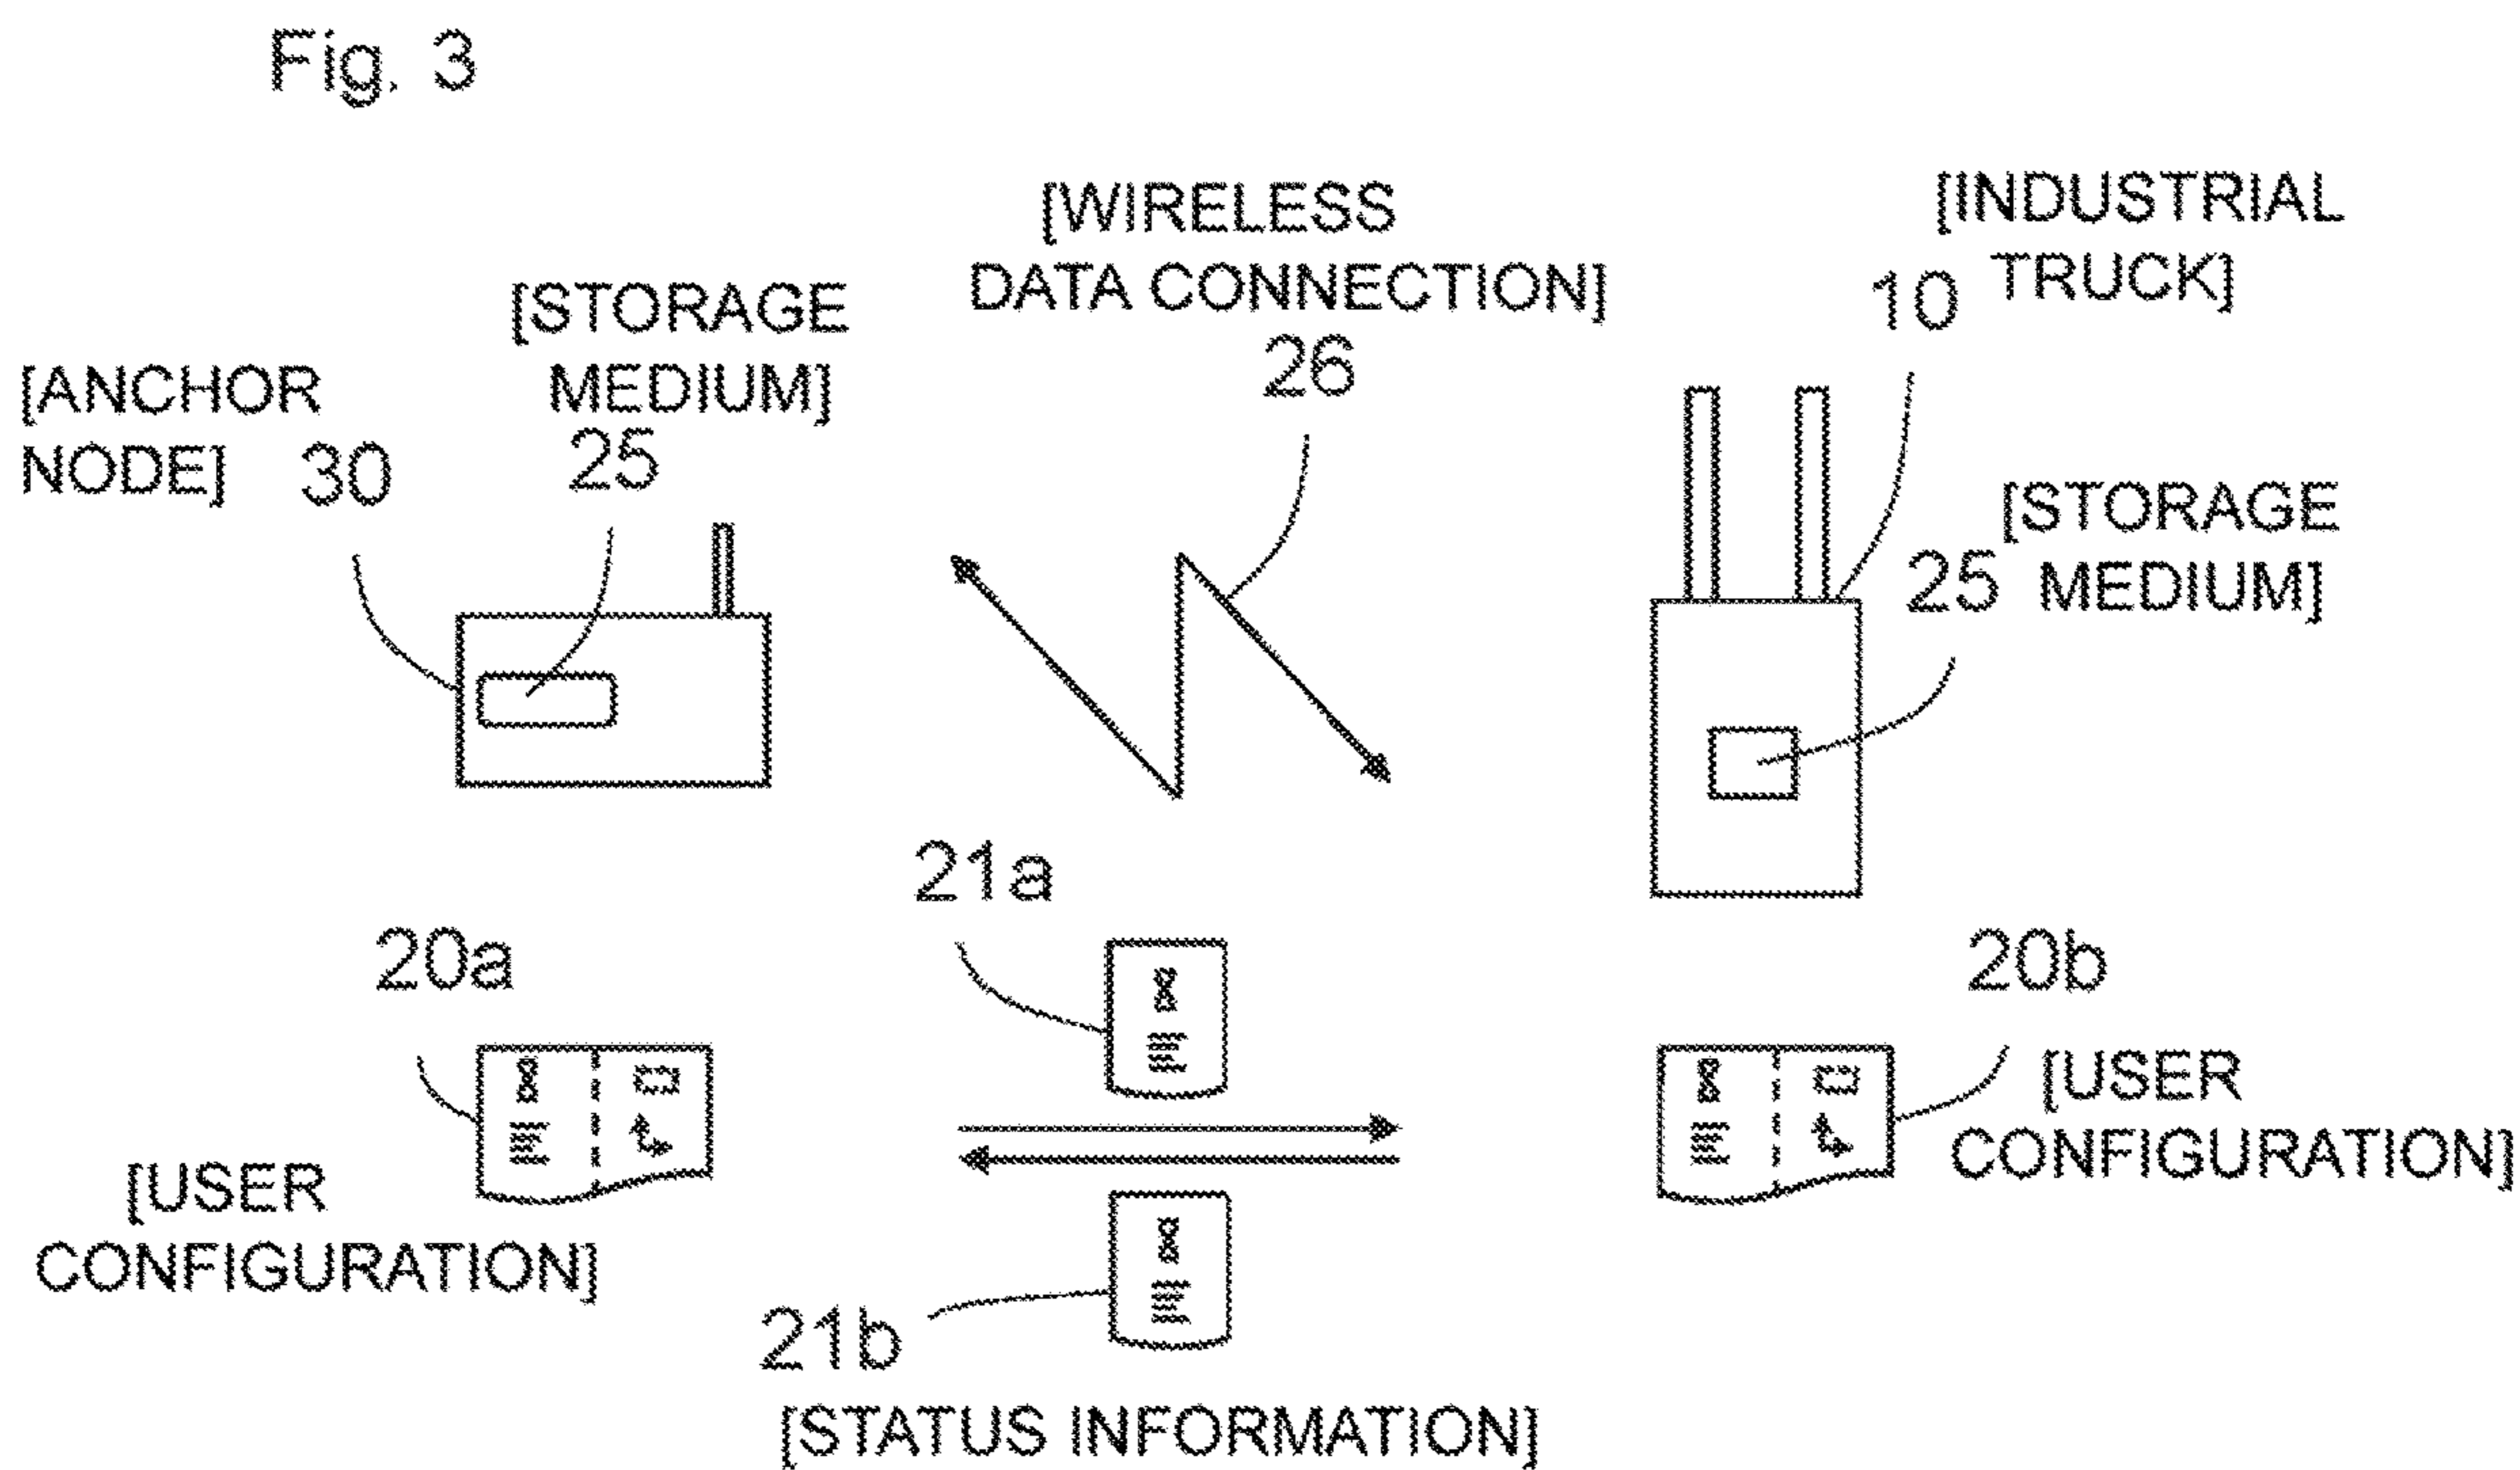 Fig. 3
[WIRELESS
DATA CONNECTION]
26
[INDUSTRIAL
TRUCK]
10
[STORAGE
MEDIUM]
25
[ANCHOR
NODE] 30
[STORAGE
25 MEDIUM]
21a
20a
20b
[USER
CONFIGURATION]
[USER
CONFIGURATION]
21b
[STATUS INFORMATION]